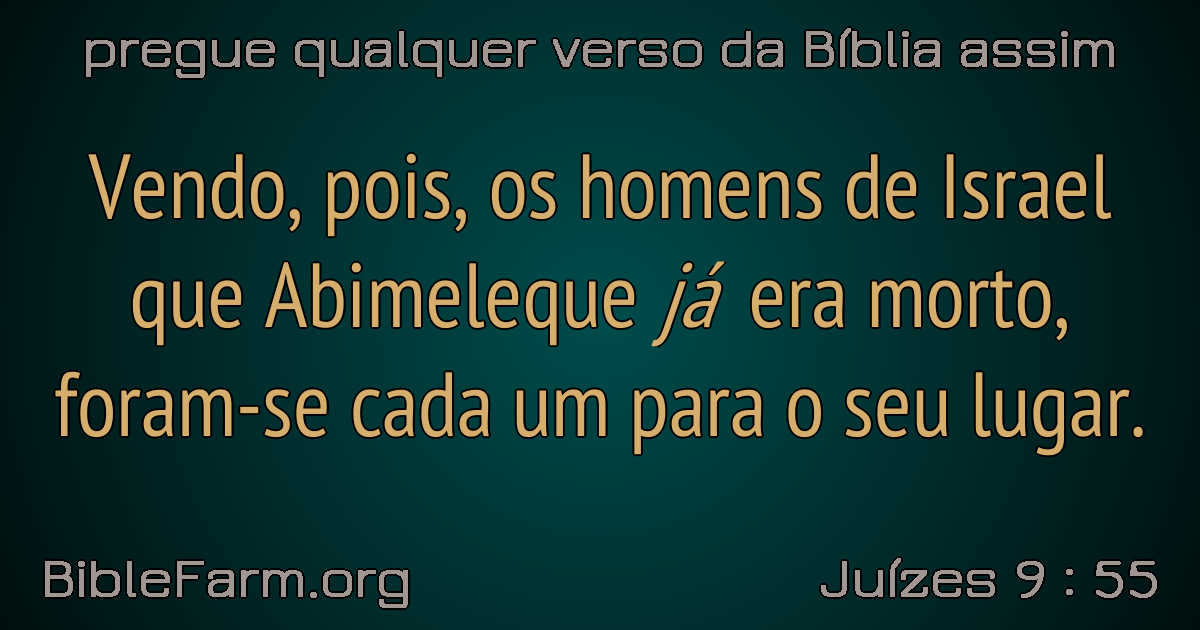 pregue qualquer verso da Bíblia assim
Vendo, pois, os homens de Israel
que Abimeleque já era morto,
foram-se cada um para o seu lugar.
BibleFarm.org
Juízes 9 : 55